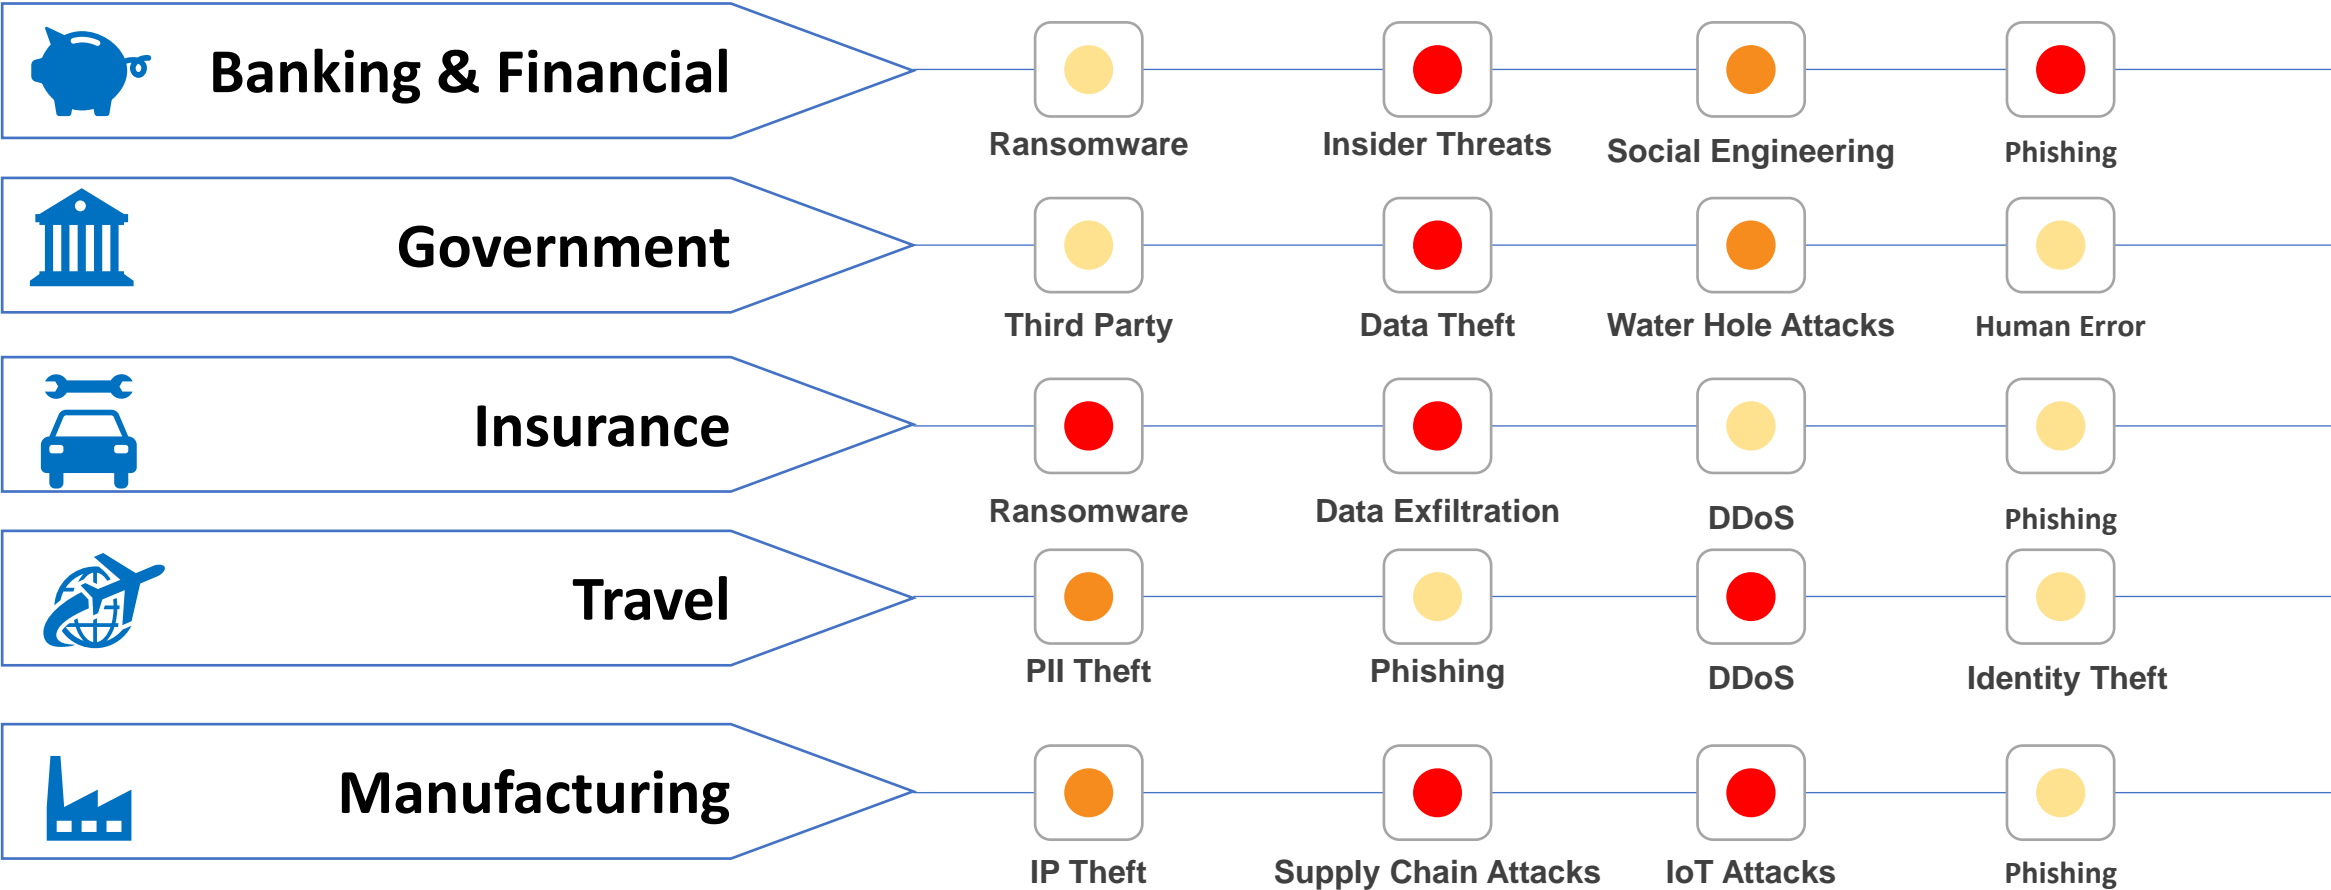 Banking & Financial
Ransomware
Insider Threats
Social Engineering
Phishing
Government
Third Party
Data Theft
Water Hole Attacks
Human Error
Insurance
Ransomware
Data Exfiltration
DDoS
Phishing
Travel
PII Theft
Phishing
DDoS
Identity Theft
Manufacturing
IP Theft
Supply Chain Attacks
IoT Attacks
Phishing